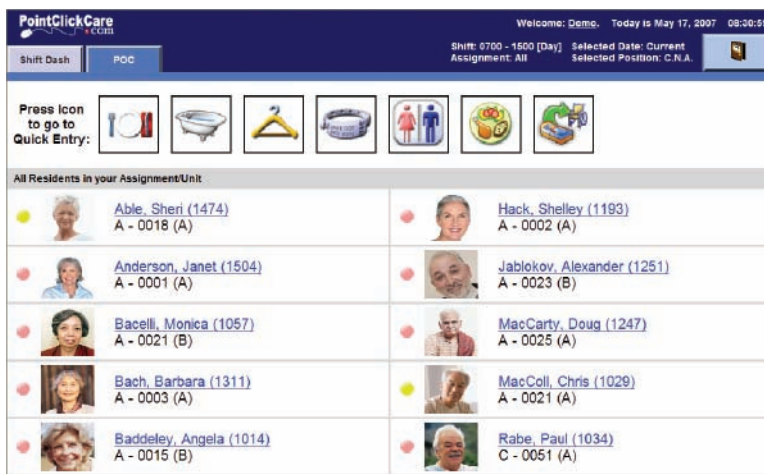 PointClickCare
.com
Welcome: Demo. Today is May 17, 2007 08:30:59
Shift Dash
POC
Shift: 0700 - 1500 [Day] Selected Date: Current
Assignment: All Selected Position: C.N.A.
Press Icon
to go to
Quick Entry:
All Residents in your Assignment/Unit
Able, Sheri (1474)
A - 0018 (A)
Hack, Shelley (1193)
A - 0002 (A)
Anderson, Janet (1504)
A - 0001 (A)
Jablokov, Alexander (1251)
A - 0023 (B)
Bacelli, Monica (1057)
A - 0021 (B)
MacCarty, Doug (1247)
A - 0025 (A)
Bach, Barbara (1311)
A - 0003 (A)
MacColl, Chris (1029)
A - 0021 (A)
Baddeley, Angela (1014)
A - 0015 (B)
Rabe, Paul (1034)
C - 0051 (A)